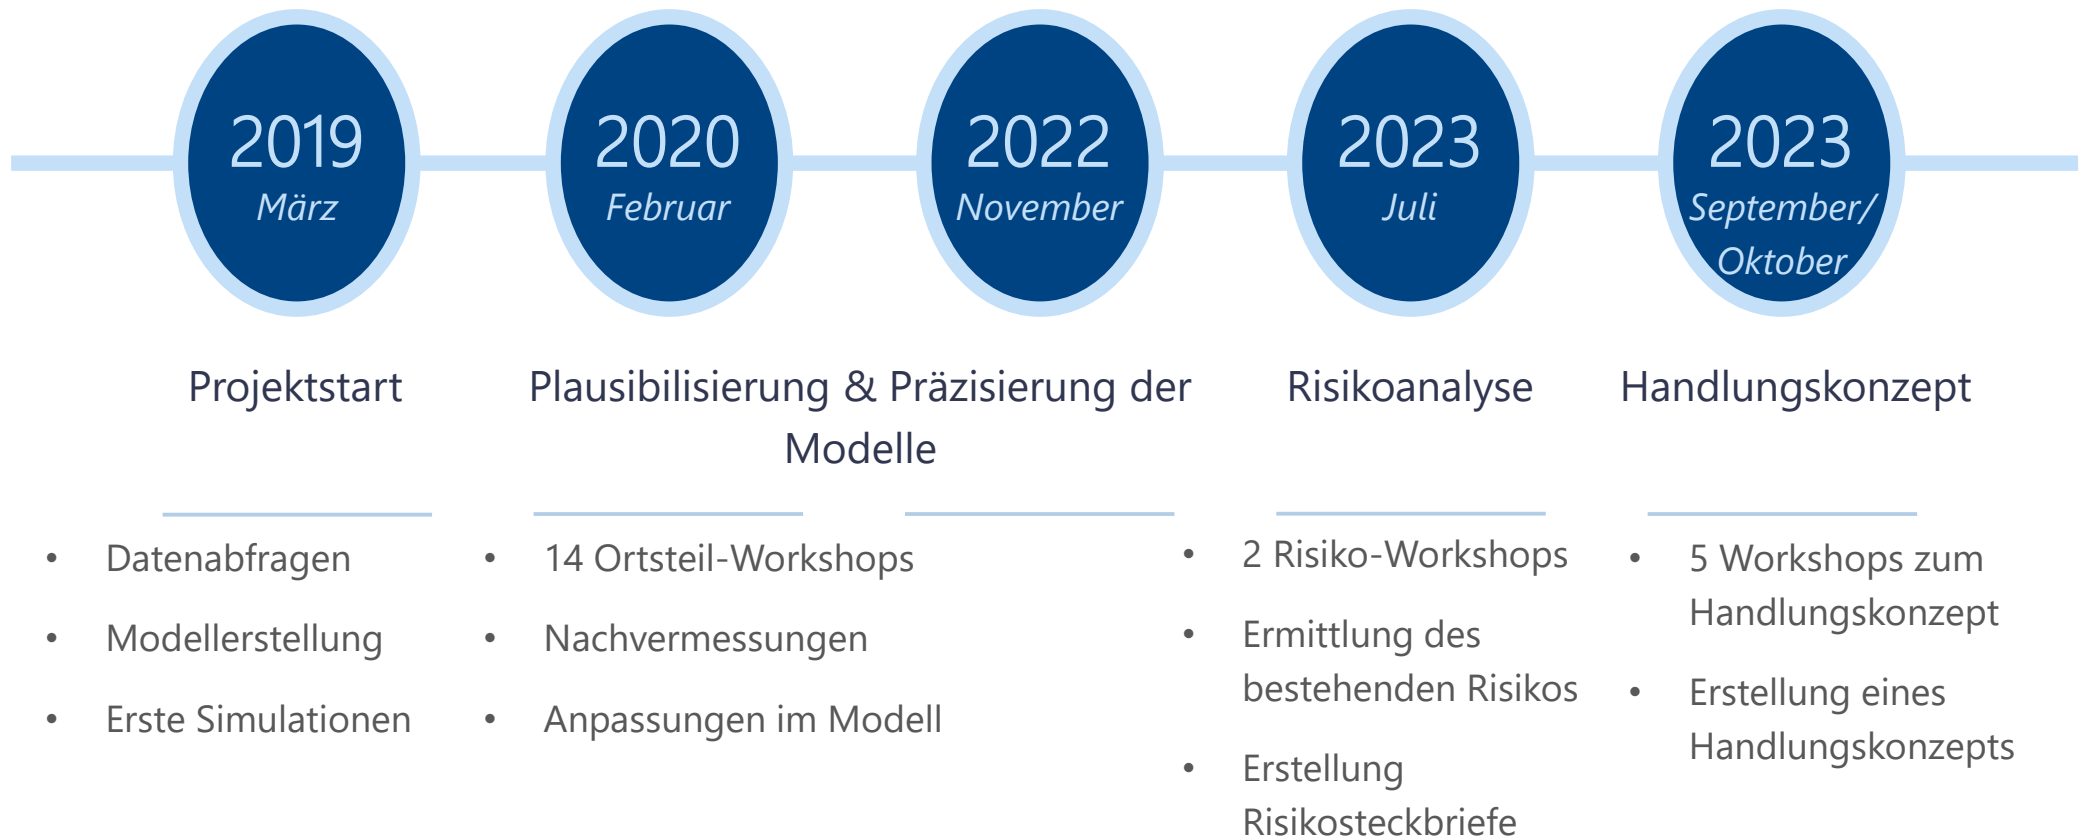 2019
März
2020
Februar
2022
November
2023
Juli
2023
September/
Oktober
Projektstart
Plausibilisierung & Präzisierung der
Modelle
Risikoanalyse
Handlungskonzept
• Datenabfragen
• Modellerstellung
• Erste Simulationen
• 14 Ortsteil-Workshops
• Nachvermessungen
• Anpassungen im Modell
• 2 Risiko-Workshops
• Ermittlung des
bestehenden Risikos
• Erstellung
Risikosteckbriefe
• 5 Workshops zum
Handlungskonzept
• Erstellung eines
Handlungskonzepts